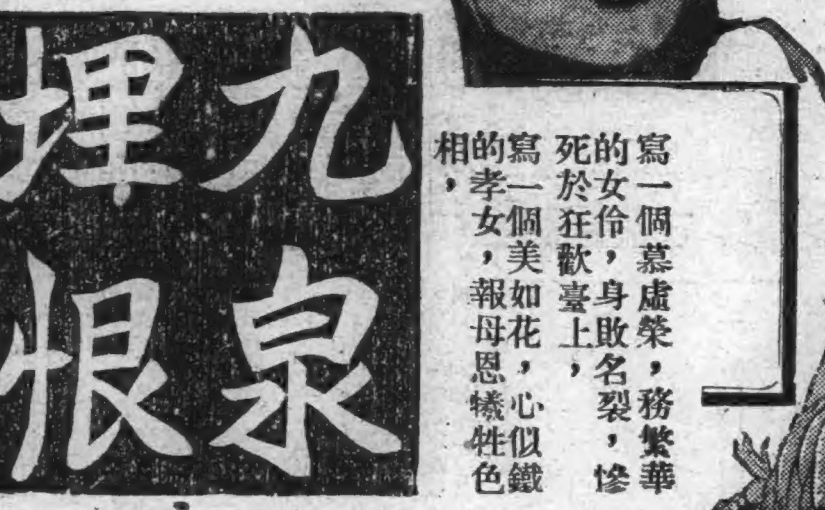 寫一個慕虛榮，務繁華
的女伶，身敗名裂，慘
死於狂歡臺上，
寫一個美如花，心似鐵
的孝女，報母恩犧牲色
相，
九泉
埋恨